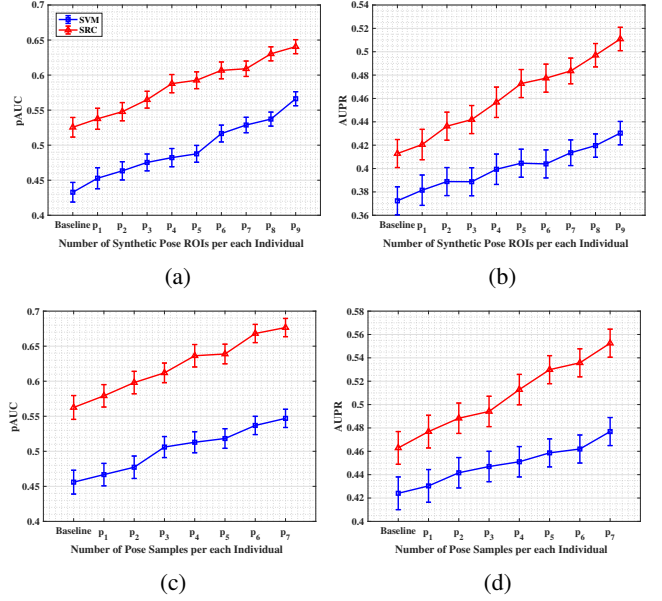 SVM
SRC
0.65
0.6
0.55
0.5
0.45
0.4
pAUC
Baseline p1 p2 p3 p4 p5 p6 p7 p8 p9
Number of Synthetic Pose ROIs per each Individual
(a)
0.54
0.52
0.5
0.48
0.46
0.44
0.42
0.4
0.38
0.36
AUPR
Baseline p1 p2 p3 p4 p5 p6 p7 p8 p9
Number of Synthetic Pose ROIs per each Individual
(b)
0.7
0.65
0.6
0.55
0.5
0.45
0.4
pAUC
Baseline p1 p2 p3 p4 p5 p6 p7
Number of Pose Samples per each Individual
(c)
0.58
0.56
0.54
0.52
0.5
0.48
0.46
0.44
0.42
0.4
AUPR
Baseline p1 p2 p3 p4 p5 p6 p7
Number of Pose Samples per each Individual
(d)